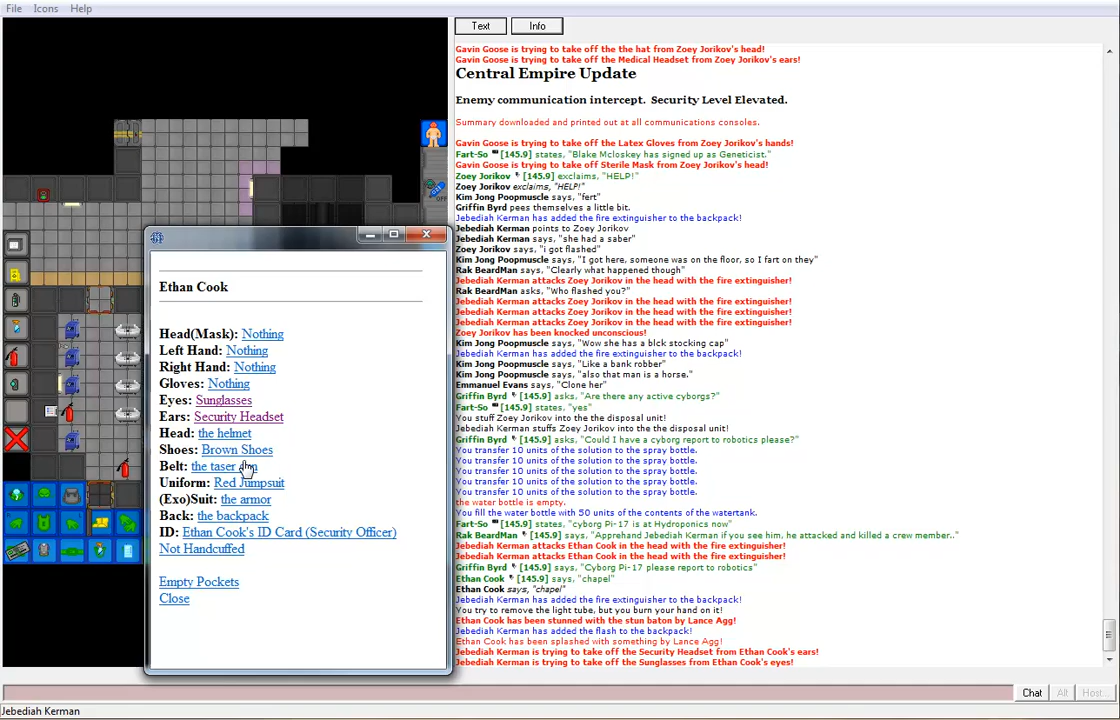 File Icons Help
Text Info
Gavin Goose is trying to take off the the hat from Zoey Jorikov's head!
Gavin Goose is trying to take off the Medical Headset from Zoey Jorikov's ears!
Central Empire Update
Enemy communication intercept. Security Level Elevated.
Summary downloaded and printed out at all communications consoles.
Gavin Goose is trying to take off the Latex Gloves from Zoey Jorikov's hands!
Fart-So [145.9] states, "Blake Mcloskey has signed up as Geneticist."
Gavin Goose is trying to take off Sterile Mask from Zoey Jorikov's head!
Zoey Jorikov [145.9] exclaims, "HELP!"
Zoey Jorikov exclaims, "HELP!"
Kim Jong Poopmuscle says, "fert"
Griffin Byrd pees themselves a little bit.
Jebediah Kerman has added the fire extinguisher to the backpack!
Jebediah Kerman points to Zoey Jorikov
Jebediah Kerman says, "she had a saber"
Zoey Jorikov says, "i got flashed"
Kim Jong Poopmuscle says, "I got here, someone was on the floor, so I fart on they"
Rak BeardMan says, "Clearly what happened though"
Jebediah Kerman attacks Zoey Jorikov in the head with the fire extinguisher!
Rak BeardMan asks, "Who flashed you?"
Jebediah Kerman attacks Zoey Jorikov in the head with the fire extinguisher!
Jebediah Kerman attacks Zoey Jorikov in the head with the fire extinguisher!
Jebediah Kerman attacks Zoey Jorikov in the head with the fire extinguisher!
Zoey Jorikov has been knocked unconscious!
Kim Jong Poopmuscle says, "Wow she has a blck stocking cap"
Jebediah Kerman has added the fire extinguisher to the backpack!
Kim Jong Poopmuscle says, "Like a bank robber"
Kim Jong Poopmuscle says, "also that man is a horse."
Emmanuel Evans says, "Clone her"
Griffin Byrd [145.9] asks, "Are there any active cyborgs?"
Fart-So [145.9] states, "yes"
You stuff Zoey Jorikov into the the disposal unit!
Jebediah Kerman stuffs Zoey Jorikov into the the disposal unit!
Griffin Byrd [145.9] asks, "Could I have a cyborg report to robotics please?"
You transfer 10 units of the solution to the spray bottle.
You transfer 10 units of the solution to the spray bottle.
You transfer 10 units of the solution to the spray bottle.
You transfer 10 units of the solution to the spray bottle.
You transfer 10 units of the solution to the spray bottle.
the water bottle is empty.
You fill the water bottle with 50 units of the contents of the watertank.
Fart-So [145.9] states, "cyborg Pi-17 is at Hydroponics now"
Rak BeardMan [145.9] says, "Apprehend Jebediah Kerman if you see him, he attacked and killed a crew member.."
Jebediah Kerman attacks Ethan Cook in the head with the fire extinguisher!
Jebediah Kerman attacks Ethan Cook in the head with the fire extinguisher!
Griffin Byrd [145.9] says, "Cyborg Pi-17 please report to robotics"
Ethan Cook [145.9] says, "chapel"
Ethan Cook says, "chapel"
Jebediah Kerman has added the fire extinguisher to the backpack!
You try to remove the light tube, but you burn your hand on it!
Ethan Cook has been stunned with the stun baton by Lance Agg!
Jebediah Kerman has added the flash to the backpack!
Ethan Cook has been splashed with something by Lance Agg!
Jebediah Kerman is trying to take off the Security Headset from Ethan Cook's ears!
Jebediah Kerman is trying to take off the Sunglasses from Ethan Cook's eyes!
OFF
Ethan Cook
Head(Mask): Nothing
Left Hand: Nothing
Right Hand: Nothing
Gloves: Nothing
Eyes: Sunglasses
Ears: Security Headset
Head: the helmet
Shoes: Brown Shoes
Belt: the taser
Uniform: Red Jumpsuit
(Exo)Suit: the armor
Back: the backpack
ID: Ethan Cook's ID Card (Security Officer)
Not Handcuffed
Empty Pockets
Close
Chat Alt Host...
Jebediah Kerman